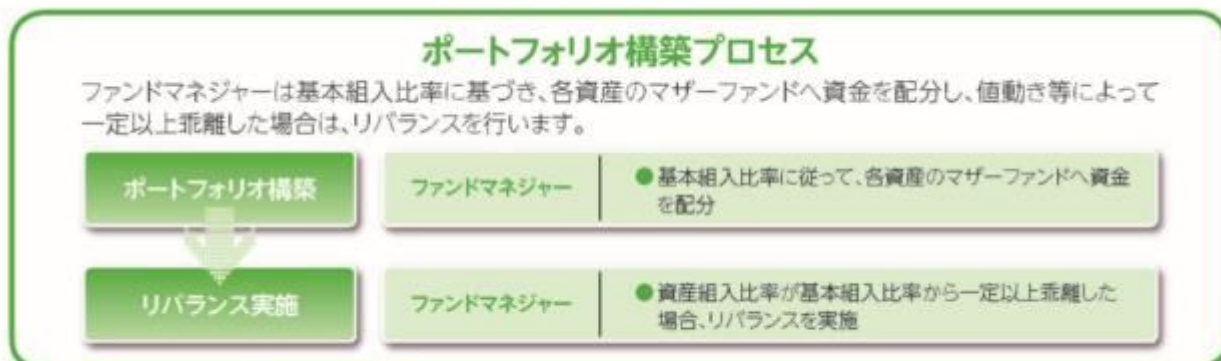 ポートフォリオ構築プロセス
ファンドマネジャーは基本組入比率に基づき、各資産のマザーファンドへ資金を配分し、値動き等によって
一定以上乖離した場合は、リバランスを行います。
ポートフォリオ構築
ファンドマネジャー
●基本組入比率に従って、各資産のマザーファンドへ資金
を配分
リバランス実施
ファンドマネジャー
●資産組入比率が基本組入比率から一定以上乖離した
場合、リバランスを実施